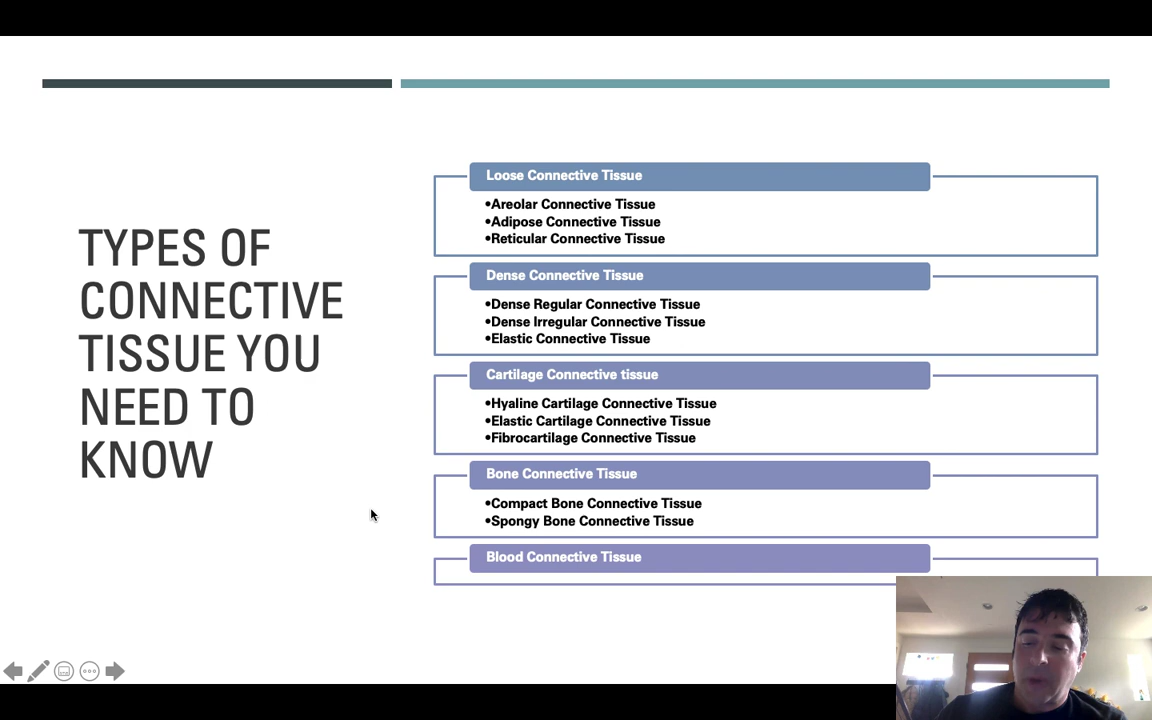 TYPES OF
CONNECTIVE
TISSUE YOU
NEED TO
KNOW
Loose Connective Tissue
•Areolar Connective Tissue
•Adipose Connective Tissue
•Reticular Connective Tissue
Dense Connective Tissue
•Dense Regular Connective Tissue
•Dense Irregular Connective Tissue
•Elastic Connective Tissue
Cartilage Connective tissue
•Hyaline Cartilage Connective Tissue
•Elastic Cartilage Connective Tissue
•Fibrocartilage Connective Tissue
Bone Connective Tissue
•Compact Bone Connective Tissue
•Spongy Bone Connective Tissue
Blood Connective Tissue